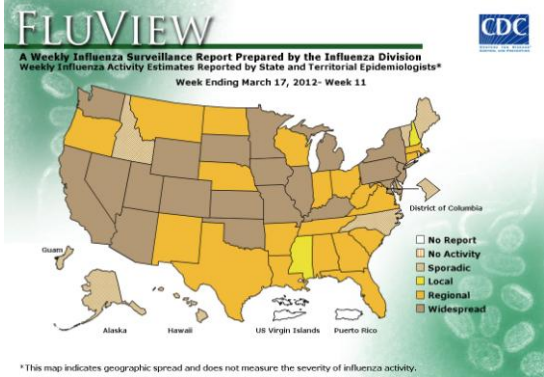 FLUVIEW
CDC
A Weekly Influenza Surveillance Report Prepared by the Influenza Division
Weekly Influenza Activity Estimates Reported by State and Territorial Epidemiologists*
Week Ending March 17, 2012- Week 11
District of Columbia
No Report
No Activity
Sporadic
Local
Regional
Widespread
Guam
Alaska
Hawaii
US Virgin Islands
Puerto Rico
*This map indicates geographic spread and does not measure the severity of influenza activity.